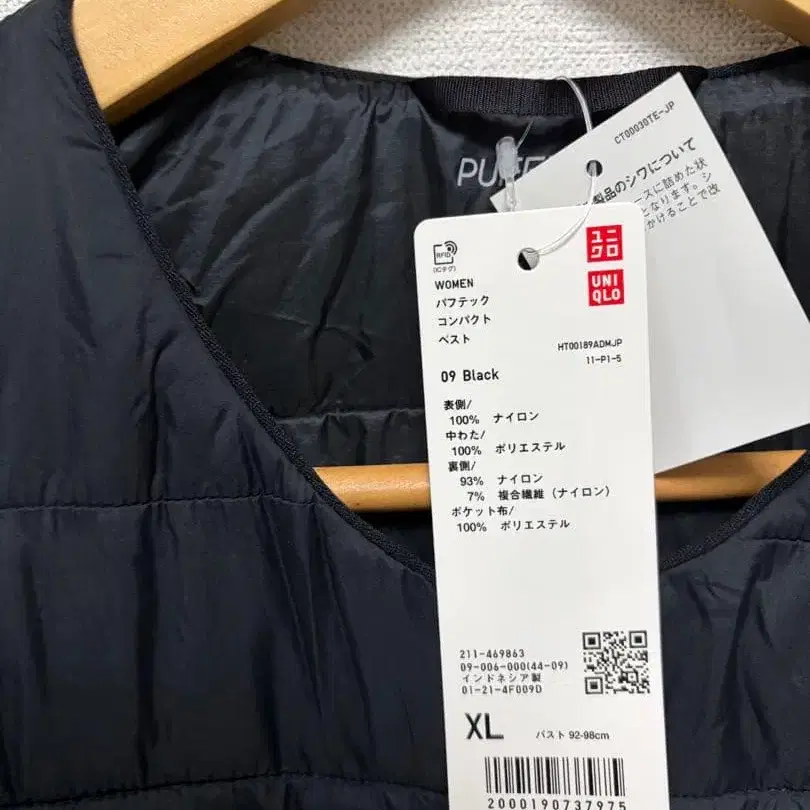 PUFF
CT00030TE-JP
製品のシワについて
ースに詰めた状
となります。シ
かけることで改
RFID
(ICタグ)
ユニ
クロ
UNI
QLO
WOMEN
パフテック
コンパクト
ベスト
HT00189ADMJP
11-P1-5
09 Black
表側/
100% ナイロン
中わた/
100% ポリエステル
裏側/
93% ナイロン
7% 複合繊維（ナイロン）
ポケット布/
100% ポリエステル
211-469863
09-006-000(44-09)
インドネシア製
01-21-4F009D
XL バスト 92-98cm
2000190737975